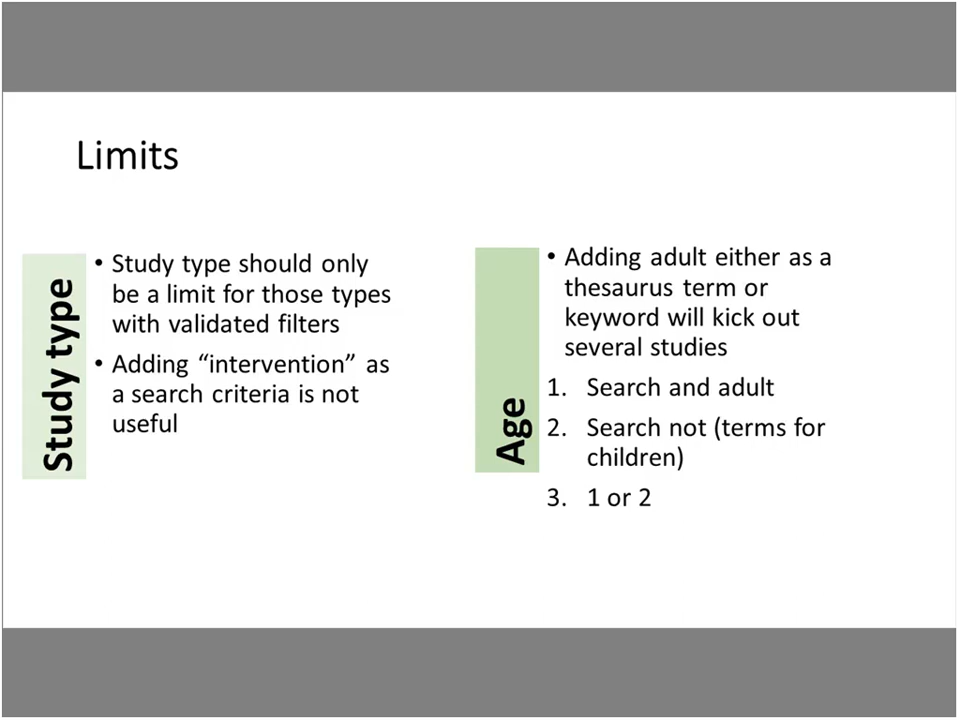 Limits
Study type
• Study type should only
be a limit for those types
with validated filters
• Adding “intervention” as
a search criteria is not
useful
Age
• Adding adult either as a
thesaurus term or
keyword will kick out
several studies
1. Search and adult
2. Search not (terms for
children)
3. 1 or 2